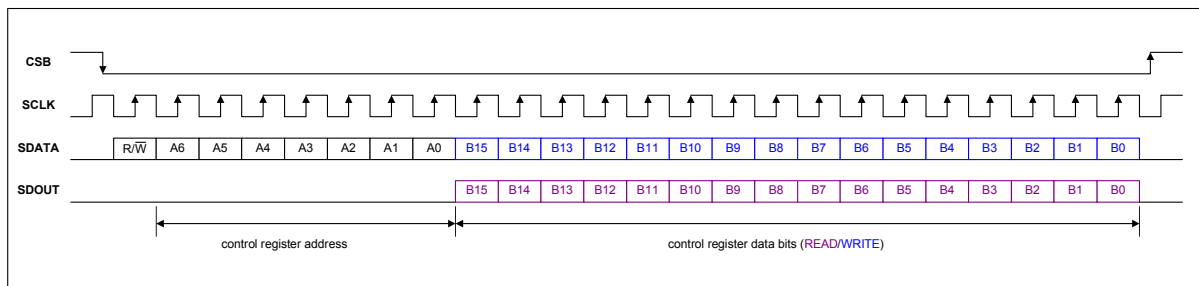 CSB
SCLK
SDATA R/W̅ A6 A5 A4 A3 A2 A1 A0 B15 B14 B13 B12 B11 B10 B9 B8 B7 B6 B5 B4 B3 B2 B1 B0
SDOUT B15 B14 B13 B12 B11 B10 B9 B8 B7 B6 B5 B4 B3 B2 B1 B0
control register address control register data bits (READ/WRITE)